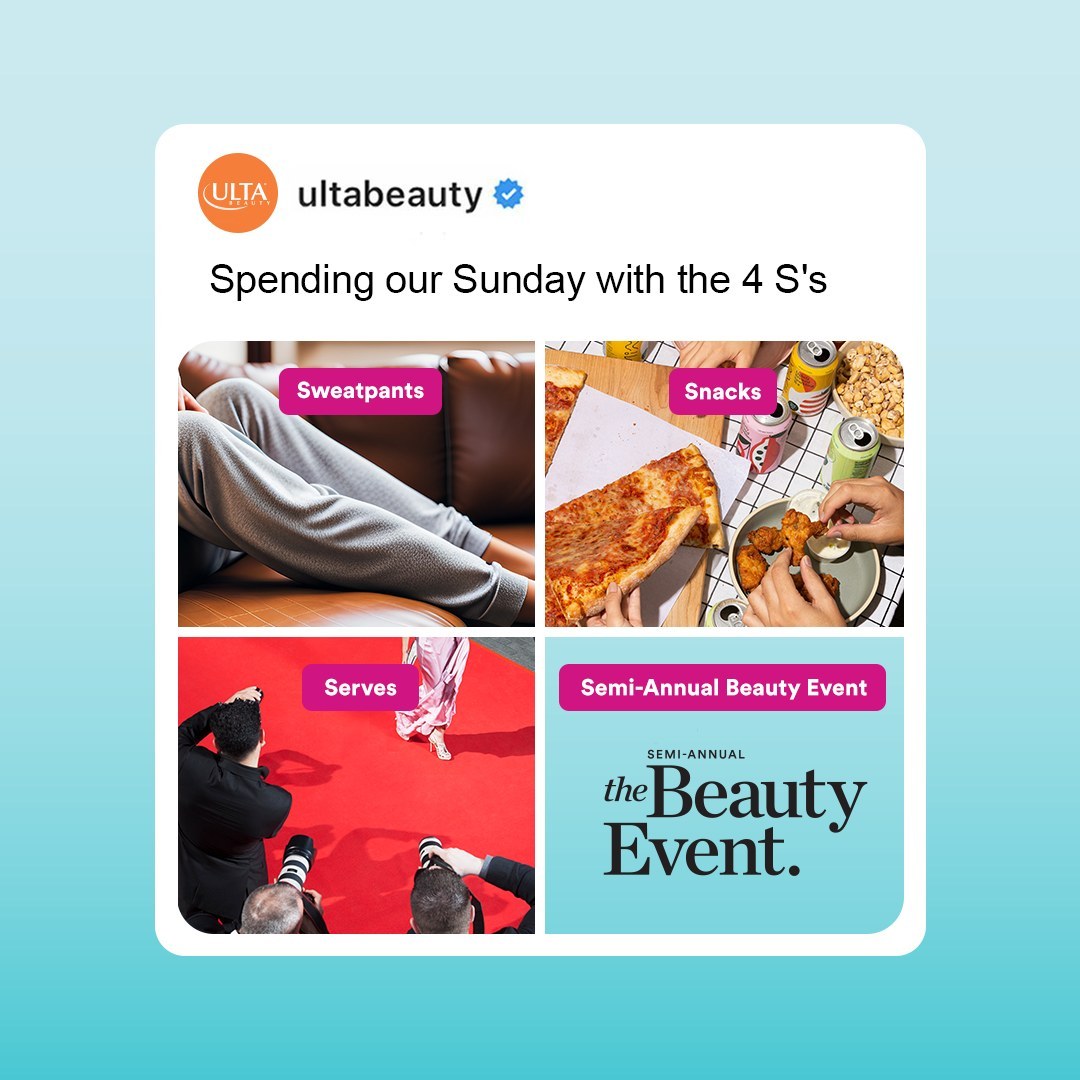 ULTA
BEAUTY
ultabeauty
Spending our Sunday with the 4 S's
Sweatpants
Snacks
Serves
Semi-Annual Beauty Event
SEMI-ANNUAL
the Beauty
Event.